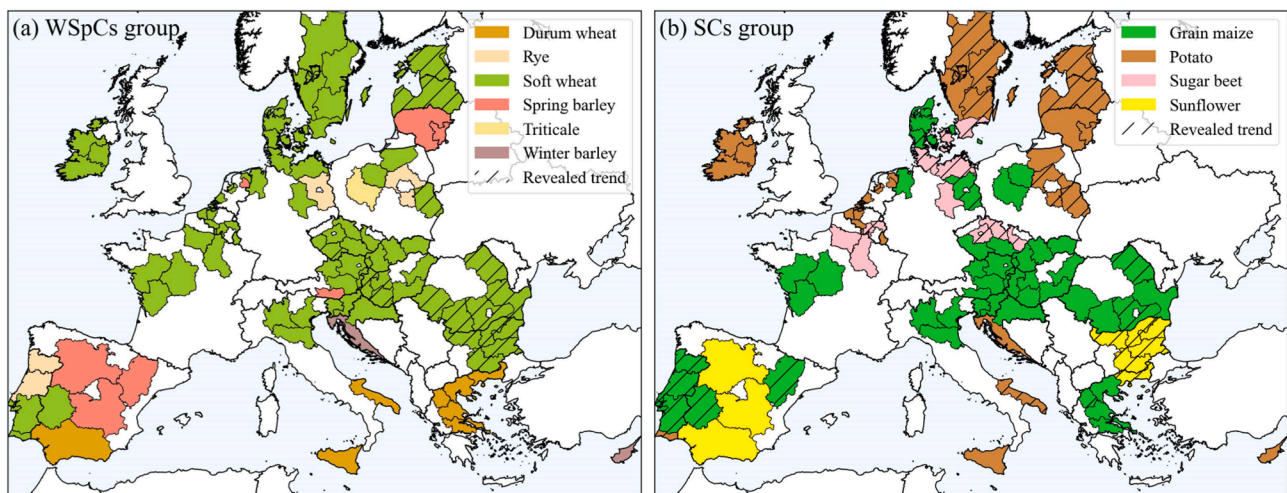 (a) WSpCs group
Durum wheat
Rye
Soft wheat
Spring barley
Triticale
Winter barley
Revealed trend
(b) SCs group
Grain maize
Potato
Sugar beet
Sunflower
Revealed trend